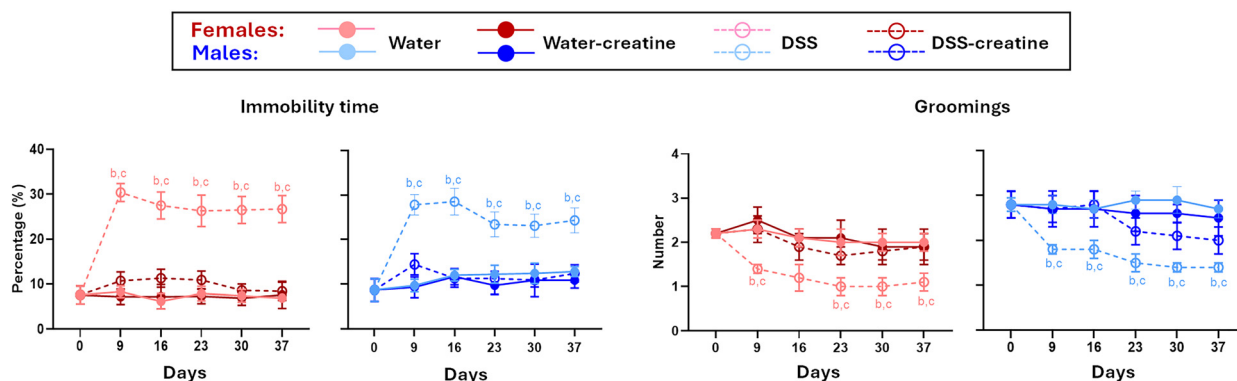 Females: Water Water-creatine DSS DSS-creatine
Males:
Immobility time
Groomings
Percentage (%)
40
30
20
10
0
b,c b,c b,c b,c b,c
0 9 16 23 30 37
Days
b,c b,c b,c b,c b,c
0 9 16 23 30 37
Days
Number
4
3
2
1
0
b,c b,c b,c b,c
0 9 16 23 30 37
Days
b,c b,c b,c b,c b,c
0 9 16 23 30 37
Days